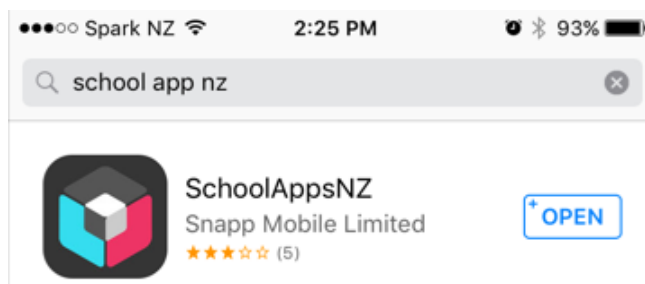 Spark NZ 2:25 PM 93%
school app nz
SchoolAppsNZ
Snapp Mobile Limited
+ OPEN
(5)